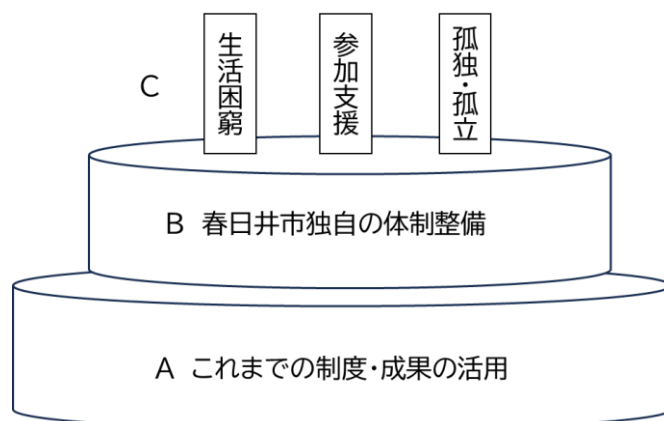 C
生活困窮
参加支援
孤独・孤立
B 春日井市独自の体制整備
A これまでの制度・成果の活用